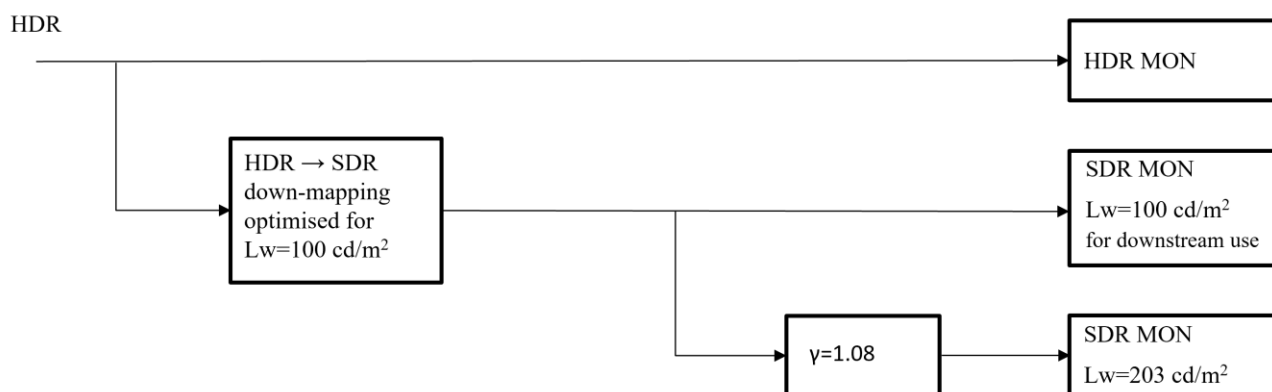 HDR
HDR MON
HDR → SDR
down-mapping
optimised for
Lw=100 cd/m²
SDR MON
Lw=100 cd/m²
for downstream use
γ=1.08
SDR MON
Lw=203 cd/m²